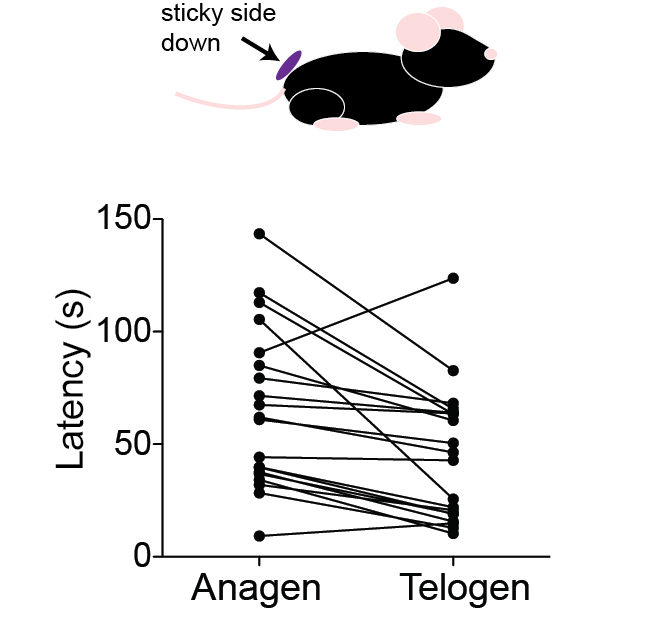 sticky side
down
150
100
50
0
Latency (s)
Anagen Telogen